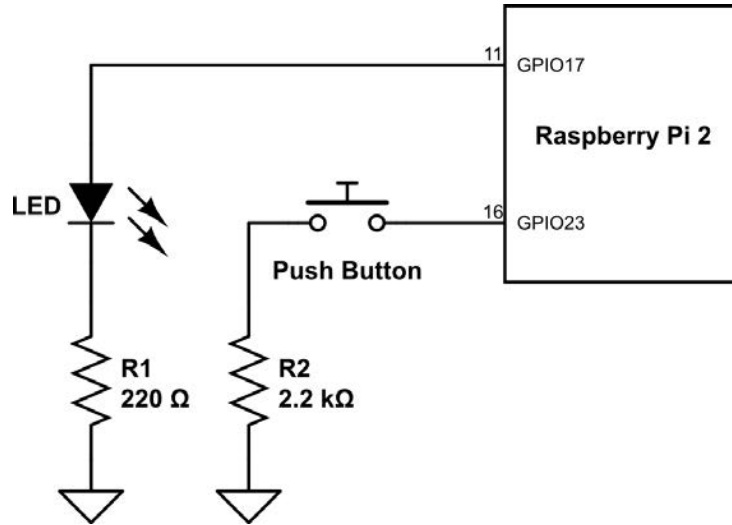 11
GPIO17
Raspberry Pi 2
LED
16
GPIO23
Push Button
R1
220 Ω
R2
2.2 kΩ